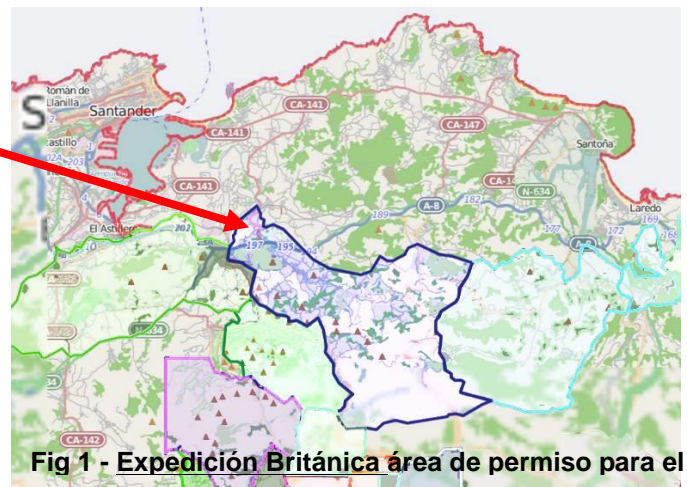 Román de
Llanilla
S
Santander
CA-141
CA-141
CA-147
Santoña
astillo
CA-141
N-634
182
189
A-8
Laredo
El Astillero
202
197
195
177
172
169
N-634
CA-142
Fig 1 - Expedición Británica área de permiso para el